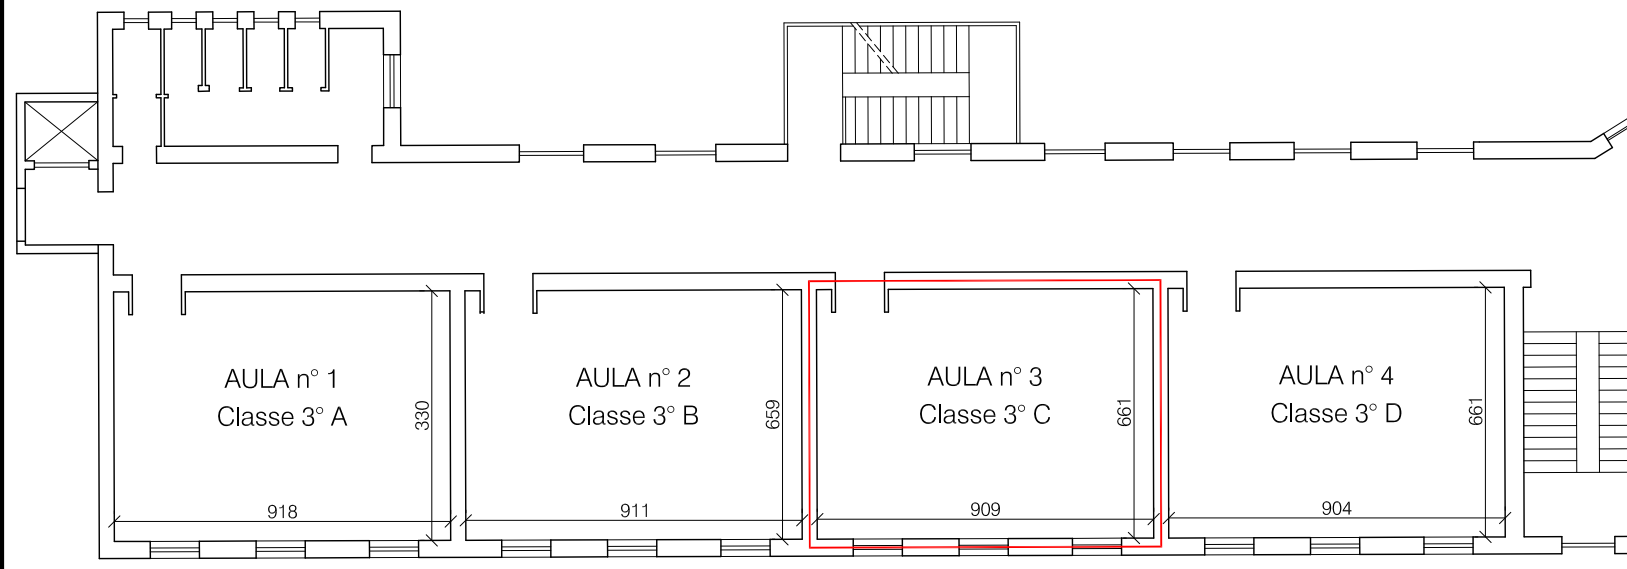 AULA n° 1
Classe 3° A
330
918
AULA n° 2
Classe 3° B
659
911
AULA n° 3
Classe 3° C
661
909
AULA n° 4
Classe 3° D
661
904